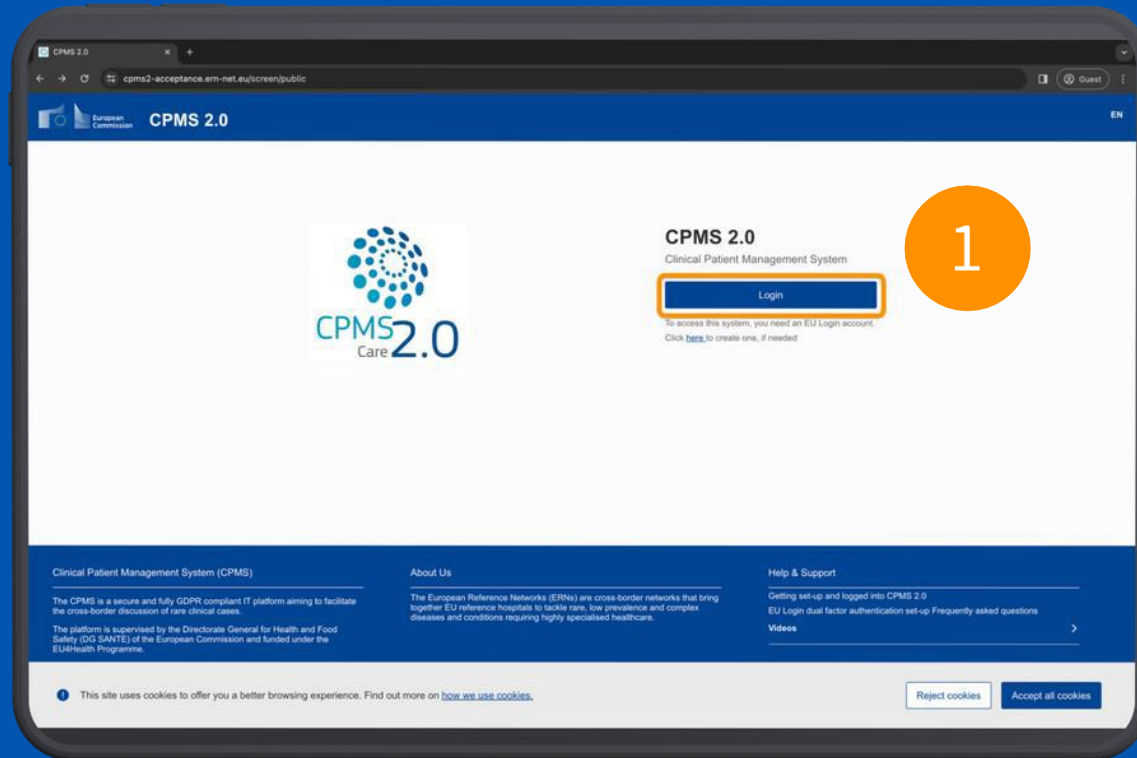 CPMS 2.0
cpms2-acceptance.ern-net.eu/screen/public
Guest
European
Commission
CPMS 2.0
EN
CPMS
Care
2.0
CPMS 2.0
Clinical Patient Management System
Login
To access this system, you need an EU Login account.
Click here to create one, if needed
1
Clinical Patient Management System (CPMS)
The CPMS is a secure and fully GDPR compliant IT platform aiming to facilitate
the cross-border discussion of rare clinical cases.
The platform is supervised by the Directorate General for Health and Food
Safety (DG SANTE) of the European Commission and funded under the
EU4Health Programme.
About Us
The European Reference Networks (ERNs) are cross-border networks that bring
together EU reference hospitals to tackle rare, low prevalence and complex
diseases and conditions requiring highly specialised healthcare.
Help & Support
Getting set-up and logged into CPMS 2.0
EU Login dual factor authentication set-up Frequently asked questions
Videos
This site uses cookies to offer you a better browsing experience. Find out more on how we use cookies.
Reject cookies
Accept all cookies